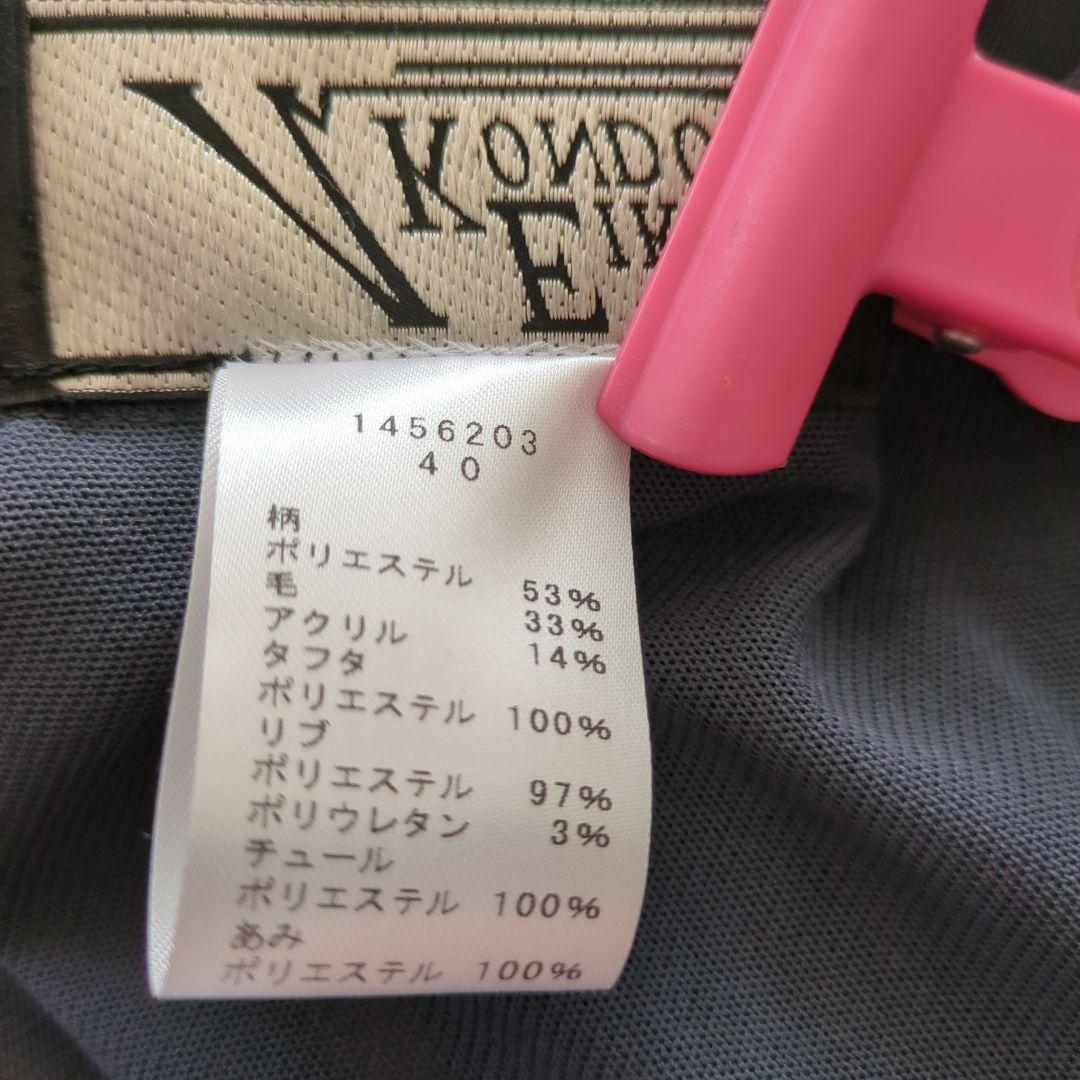 V KONDO
1456203
40
柄
ポリエステル 53%
毛 33%
アクリル 14%
タフタ
ポリエステル 100%
リブ
ポリエステル 97%
ポリウレタン 3%
チュール
ポリエステル 100%
あみ
ポリエステル 100%